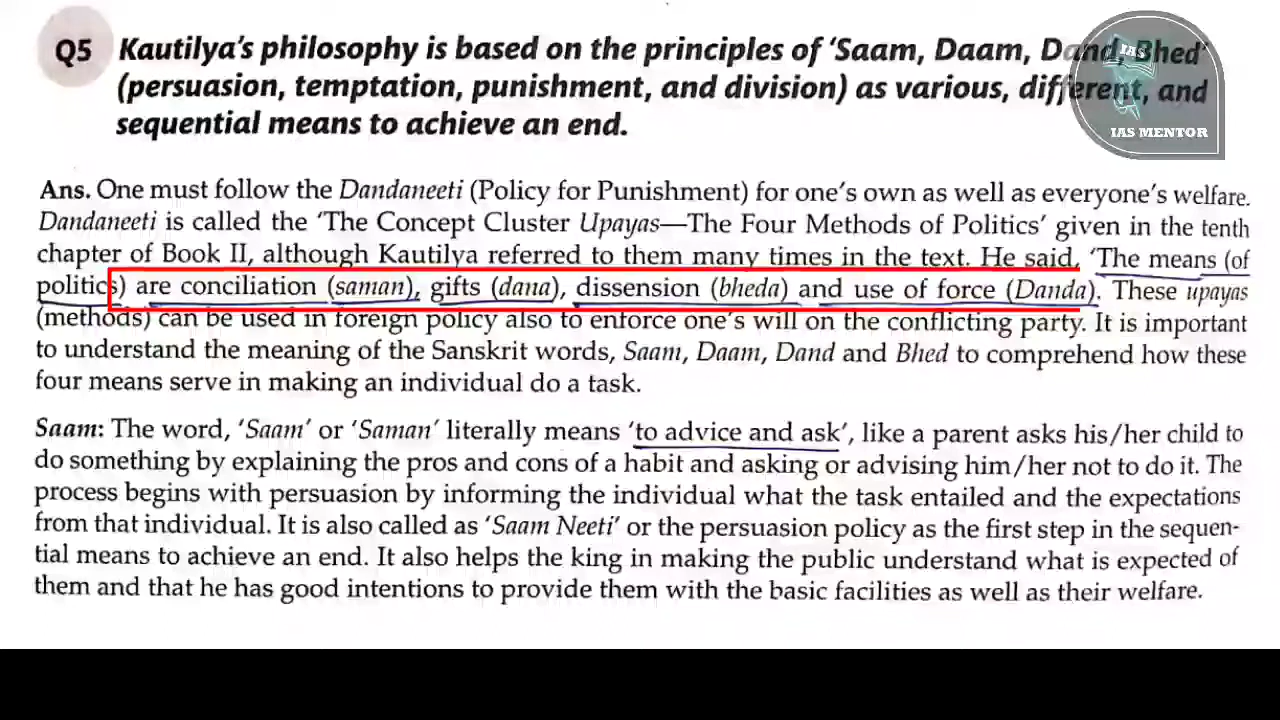 Q5 Kautilya's philosophy is based on the principles of 'Saam, Daam, Dand, Bhed'
(persuasion, temptation, punishment, and division) as various, different, and
sequential means to achieve an end.
IAS
IAS MENTOR
Ans. One must follow the Dandaneeti (Policy for Punishment) for one's own as well as everyone's welfare.
Dandaneeti is called the 'The Concept Cluster Upayas—The Four Methods of Politics' given in the tenth
chapter of Book II, although Kautilya referred to them many times in the text. He said, 'The means (of
politics) are conciliation (saman), gifts (dana), dissension (bheda) and use of force (Danda). These upayas
(methods) can be used in foreign policy also to enforce one's will on the conflicting party. It is important
to understand the meaning of the Sanskrit words, Saam, Daam, Dand and Bhed to comprehend how these
four means serve in making an individual do a task.
Saam: The word, 'Saam' or 'Saman' literally means 'to advice and ask', like a parent asks his/her child to
do something by explaining the pros and cons of a habit and asking or advising him/her not to do it. The
process begins with persuasion by informing the individual what the task entailed and the expectations
from that individual. It is also called as 'Saam Neeti' or the persuasion policy as the first step in the sequen-
tial means to achieve an end. It also helps the king in making the public understand what is expected of
them and that he has good intentions to provide them with the basic facilities as well as their welfare.